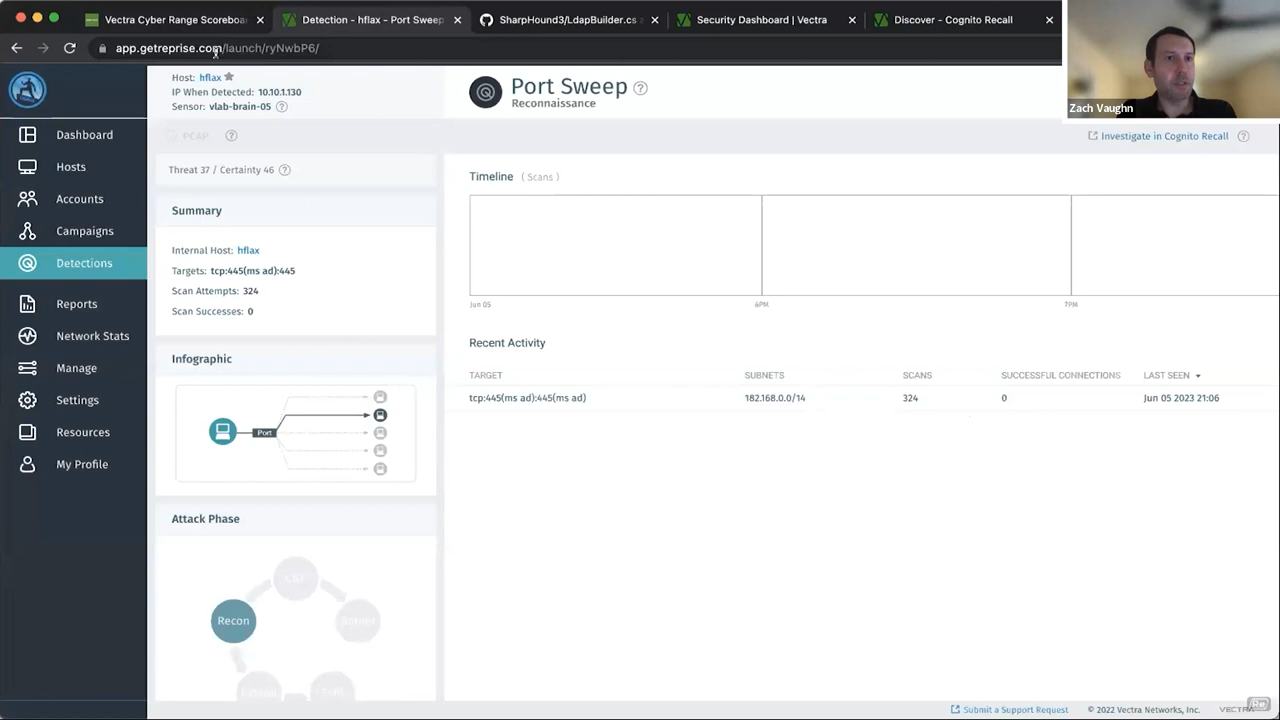 Vectra Cyber Range Scoreboa
Detection - hflax - Port Sweep
SharpHound3/LdapBuilder.cs a
Security Dashboard | Vectra
Discover - Cognito Recall
app.getreprise.com/launch/ryNwbP6/
Zach Vaughn
Dashboard
Hosts
Accounts
Campaigns
Detections
Reports
Network Stats
Manage
Settings
Resources
My Profile
Host: hflax
IP When Detected: 10.10.1.130
Sensor: vlab-brain-05
PCAP
Threat 37 / Certainty 46
Summary
Internal Host: hflax
Targets: tcp:445(ms ad):445
Scan Attempts: 324
Scan Successes: 0
Infographic
Port
Attack Phase
C&C
Recon
Botnet
Port Sweep
Reconnaissance
Investigate in Cognito Recall
Timeline (Scans)
Jun 05 6PM 7PM
Recent Activity
TARGET SUBNETS SCANS SUCCESSFUL CONNECTIONS LAST SEEN
tcp:445(ms ad):445(ms ad) 182.168.0.0/14 324 0 Jun 05 2023 21:06
Submit a Support Request © 2022 Vectra Networks, Inc. VECTRA
Re